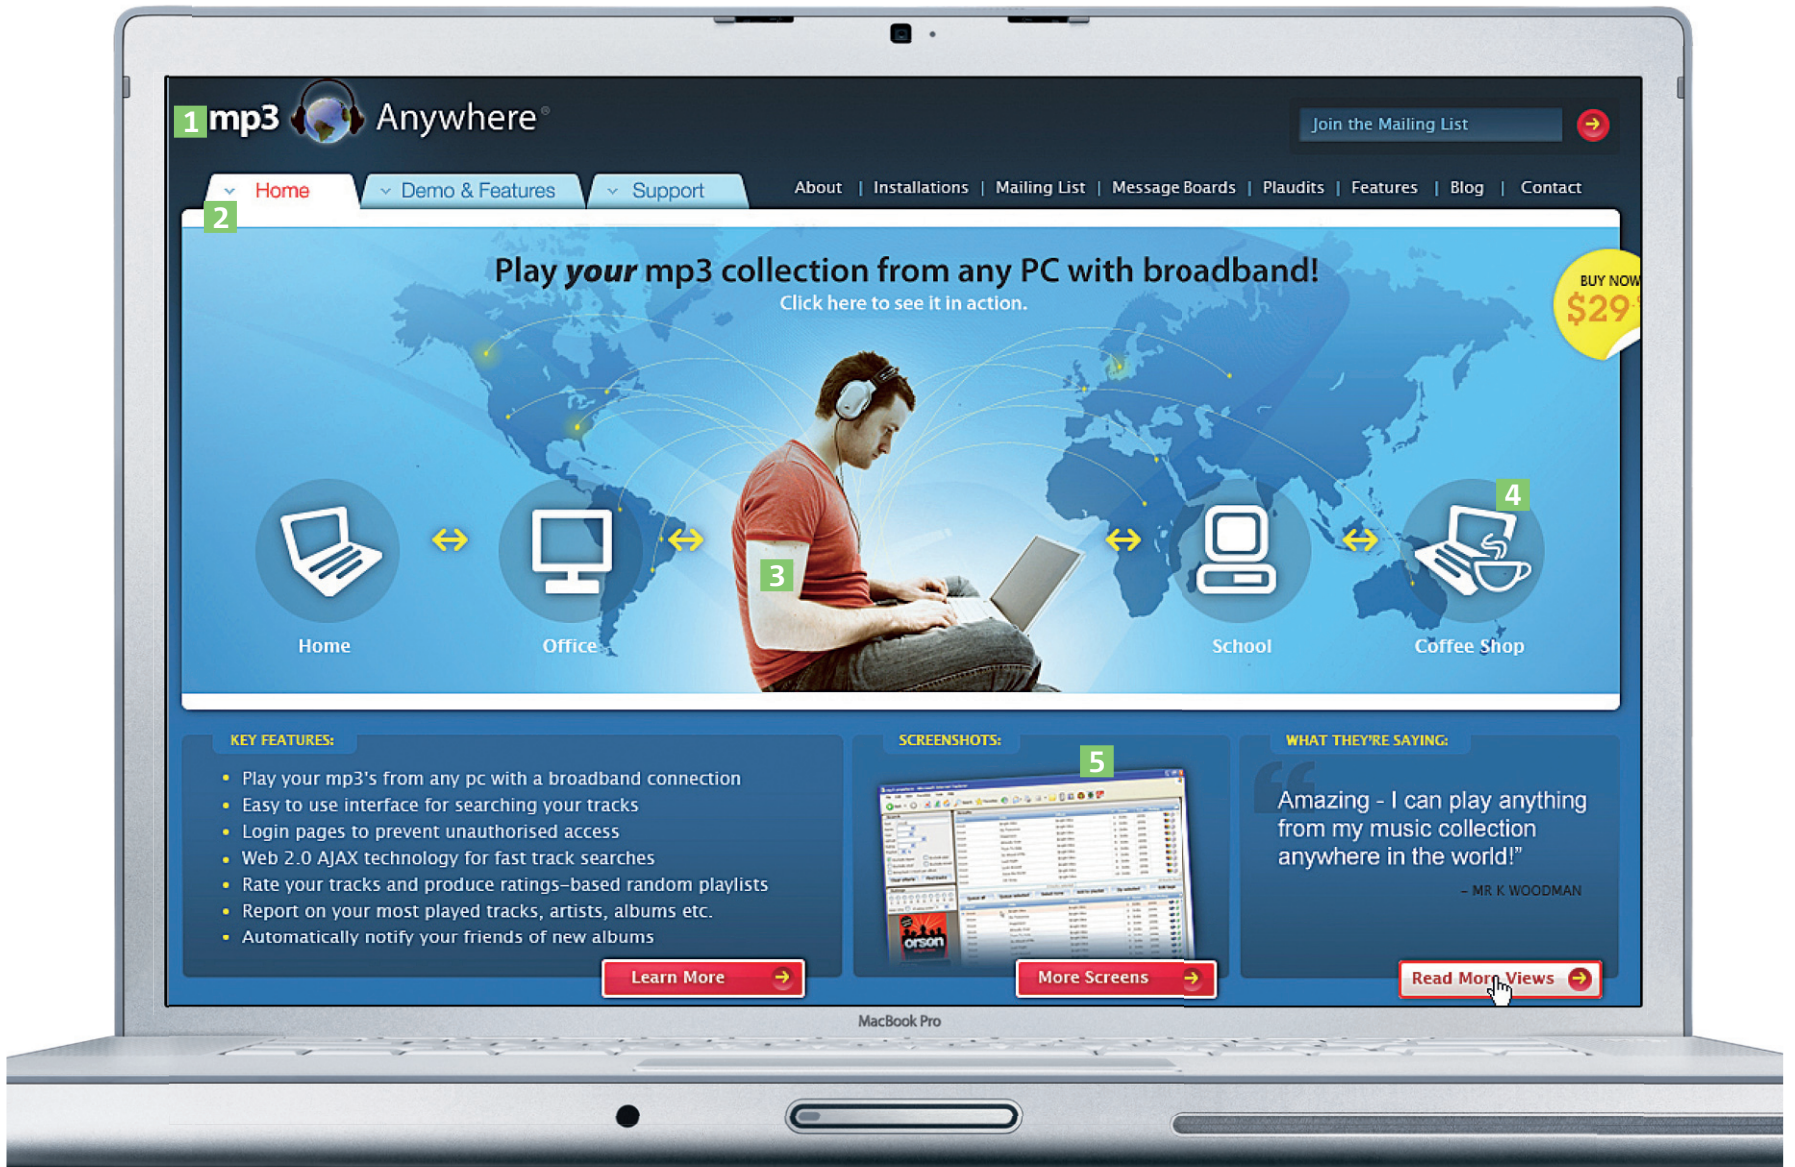 1 mp3 Anywhere®
Join the Mailing List
Home
Demo & Features
Support
About | Installations | Mailing List | Message Boards | Plaudits | Features | Blog | Contact
2
Play your mp3 collection from any PC with broadband!
Click here to see it in action.
BUY NOW
$29
4
3
Home
Office
School
Coffee Shop
KEY FEATURES:
• Play your mp3's from any pc with a broadband connection
• Easy to use interface for searching your tracks
• Login pages to prevent unauthorised access
• Web 2.0 AJAX technology for fast track searches
• Rate your tracks and produce ratings-based random playlists
• Report on your most played tracks, artists, albums etc.
• Automatically notify your friends of new albums
Learn More
SCREENSHOTS:
5
orson
More Screens
WHAT THEY'RE SAYING:
“
Amazing - I can play anything
from my music collection
anywhere in the world!”
– MR K WOODMAN
Read More Views
MacBook Pro